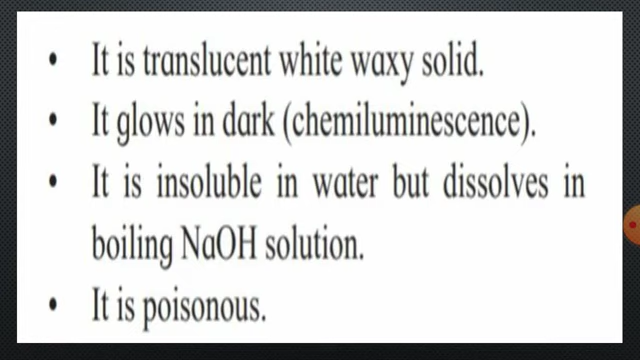 • It is translucent white waxy solid.
• It glows in dark (chemiluminescence).
• It is insoluble in water but dissolves in
boiling NaOH solution.
• It is poisonous.